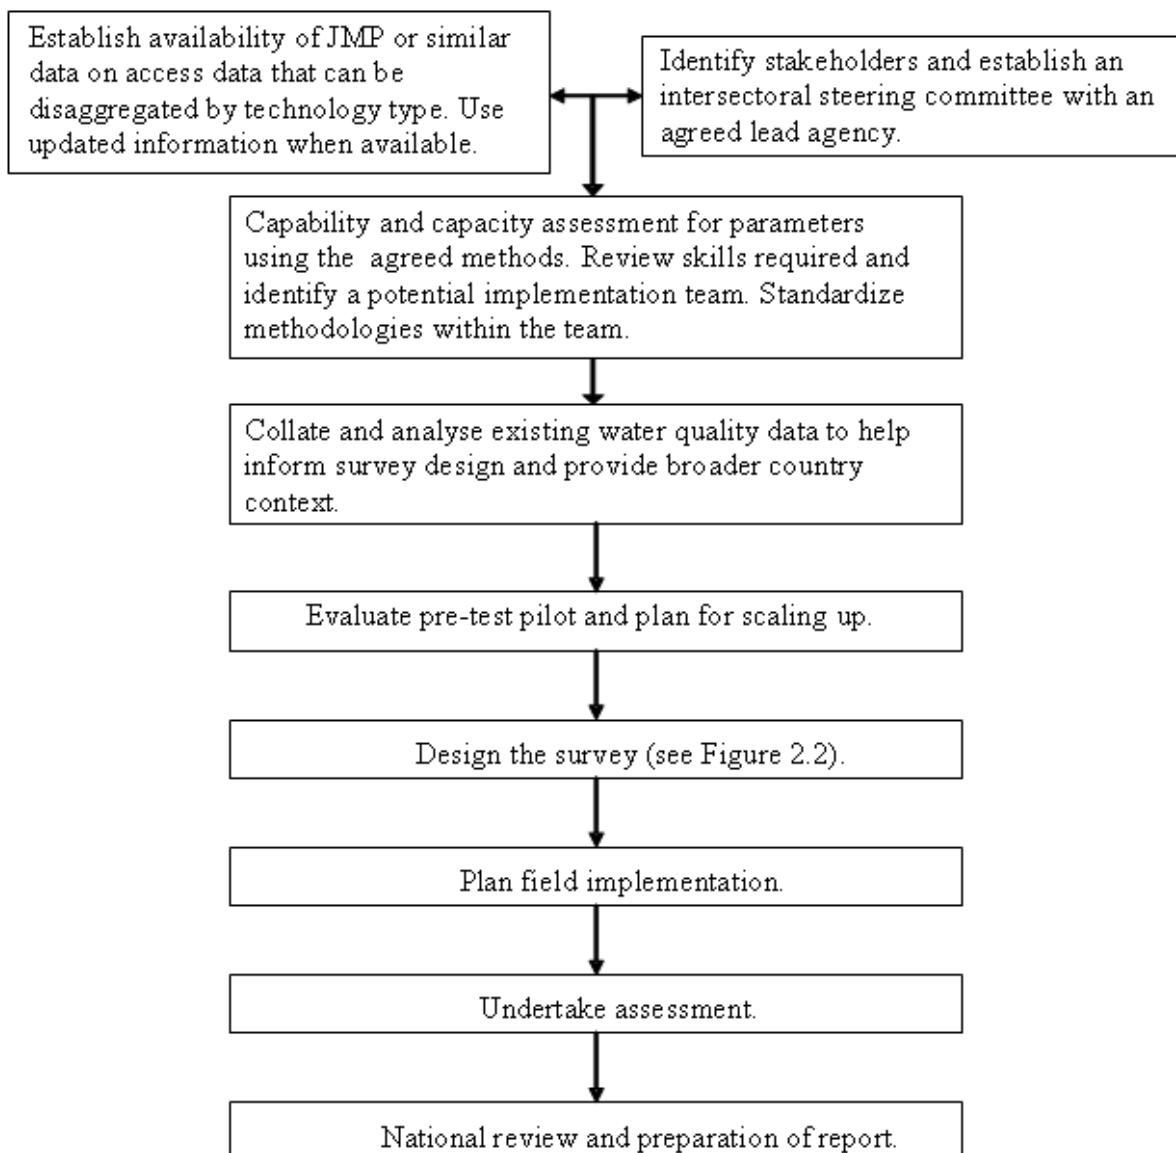 Establish availability of JMP or similar
data on access data that can be
disaggregated by technology type. Use
updated information when available.
Identify stakeholders and establish an
intersectoral steering committee with an
agreed lead agency.
Capability and capacity assessment for parameters
using the agreed methods. Review skills required and
identify a potential implementation team. Standardize
methodologies within the team.
Collate and analyse existing water quality data to help
inform survey design and provide broader country
context.
Evaluate pre-test pilot and plan for scaling up.
Design the survey (see Figure 2.2).
Plan field implementation.
Undertake assessment.
National review and preparation of report.